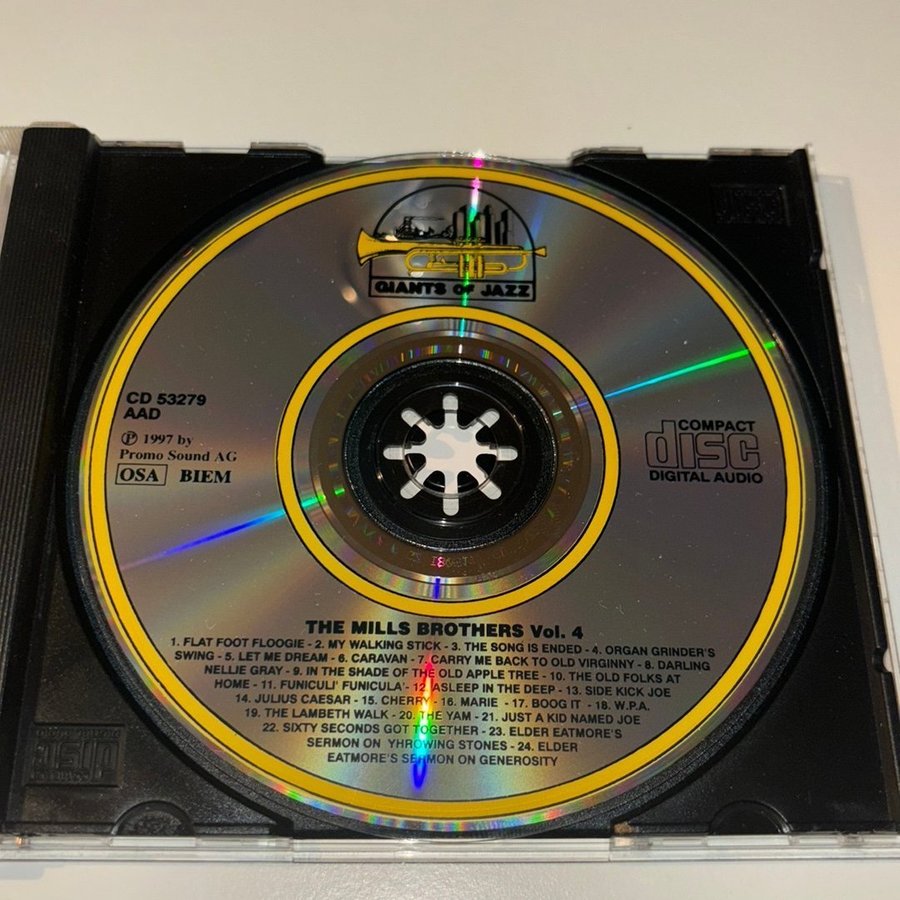 GIANTS OF JAZZ
CD 53279
AAD
℗ 1997 by
Promo Sound AG
OSA BIEM
COMPACT
disc
DIGITAL AUDIO
THE MILLS BROTHERS Vol. 4
1. FLAT FOOT FLOOGIE - 2. MY WALKING STICK - 3. THE SONG IS ENDED - 4. ORGAN GRINDER'S
SWING - 5. LET ME DREAM - 6. CARAVAN - 7. CARRY ME BACK TO OLD VIRGINNY - 8. DARLING
NELLIE GRAY - 9. IN THE SHADE OF THE OLD APPLE TREE - 10. THE OLD FOLKS AT
HOME - 11. FUNICULI' FUNICULA' - 12. ASLEEP IN THE DEEP - 13. SIDE KICK JOE
14. JULIUS CAESAR - 15. CHERRY - 16. MARIE - 17. BOOG IT - 18. W.P.A.
19. THE LAMBETH WALK - 20. THE YAM - 21. JUST A KID NAMED JOE
22. SIXTY SECONDS GOT TOGETHER - 23. ELDER EATMORE'S
SERMON ON YHROWING STONES - 24. ELDER
EATMORE'S SERMON ON GENEROSITY